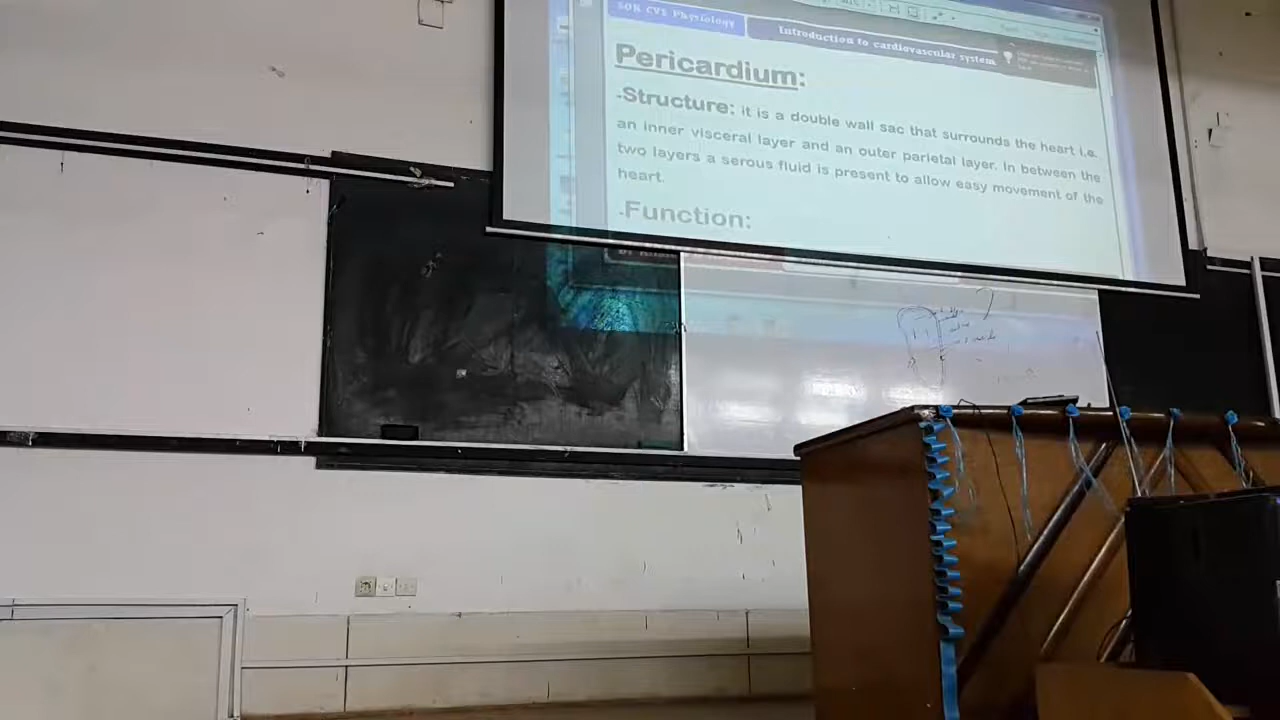 SOK CVS Physiology
Introduction to cardiovascular system
Pericardium:
.Structure: it is a double wall sac that surrounds the heart i.e.
an inner visceral layer and an outer parietal layer. In between the
two layers a serous fluid is present to allow easy movement of the
heart.
.Function: